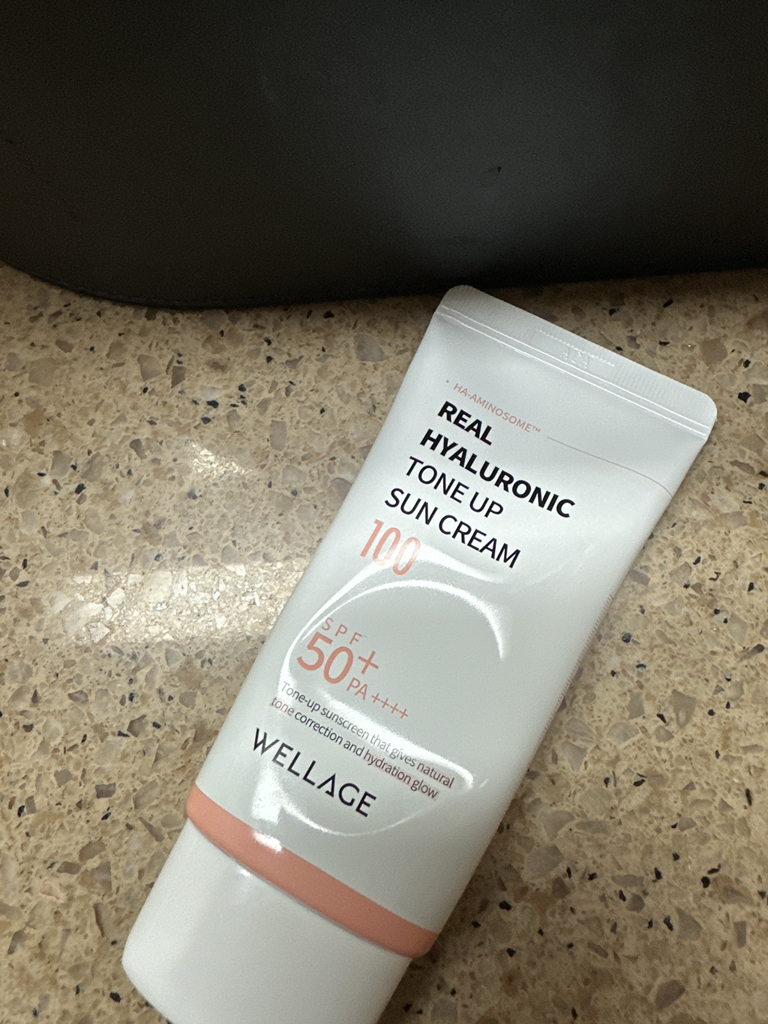 HA-AMINOSOME™
REAL
HYALURONIC
TONE UP
SUN CREAM
100
SPF
50+
PA ++++
Tone-up sunscreen that gives natural
tone correction and hydration glow
WELLAGE